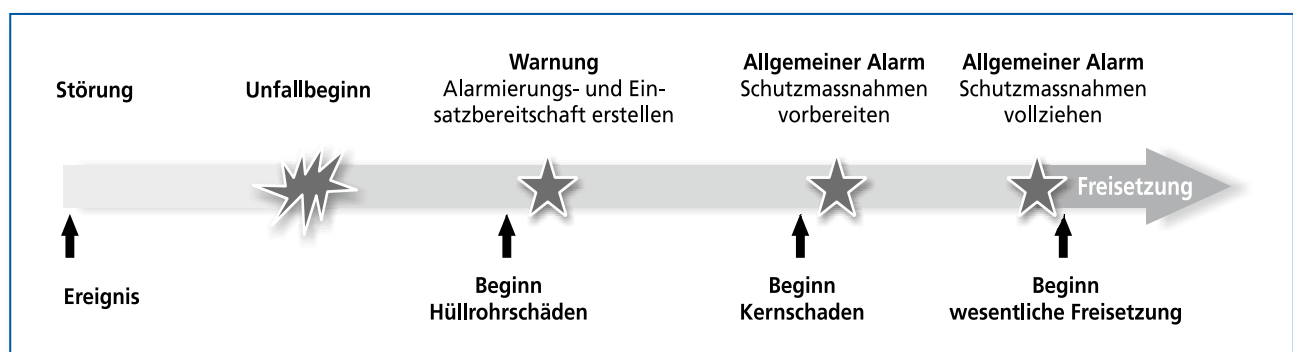 Störung
Unfallbeginn
Warnung
Alarmierungs- und Ein-
satzbereitschaft erstellen
Allgemeiner Alarm
Schutzmassnahmen
vorbereiten
Allgemeiner Alarm
Schutzmassnahmen
vollziehen
Freisetzung
Ereignis
Beginn
Hüllrohrschäden
Beginn
Kernschaden
Beginn
wesentliche Freisetzung